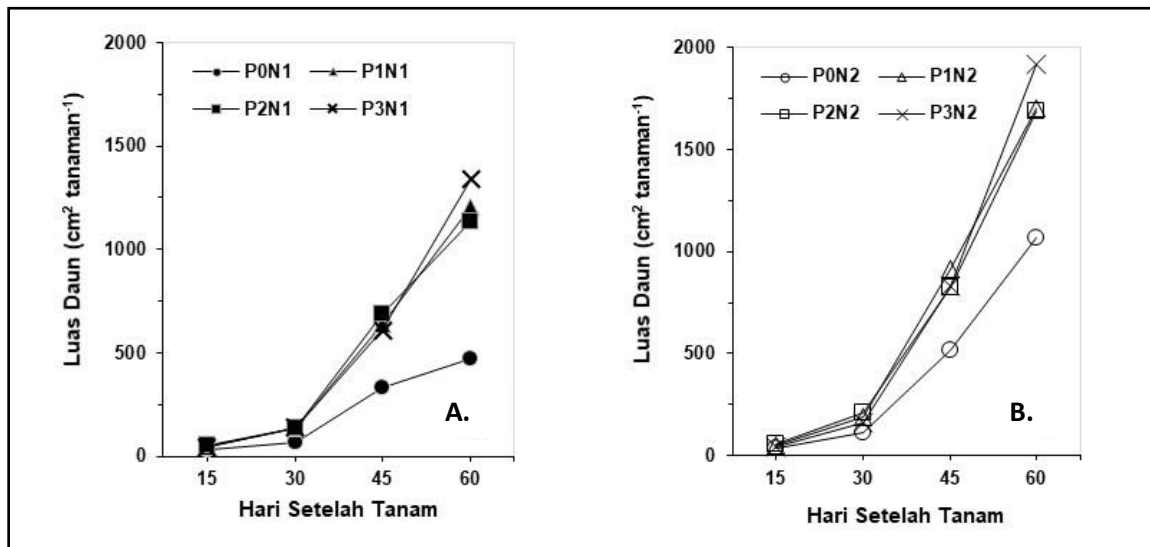 2000
1500
1000
500
0
Luas Daun (cm² tanaman⁻¹)
P0N1 P1N1
P2N1 P3N1
A.
15 30 45 60
Hari Setelah Tanam
2000
1500
1000
500
0
Luas Daun (cm² tanaman⁻¹)
P0N2 P1N2
P2N2 P3N2
B.
15 30 45 60
Hari Setelah Tanam